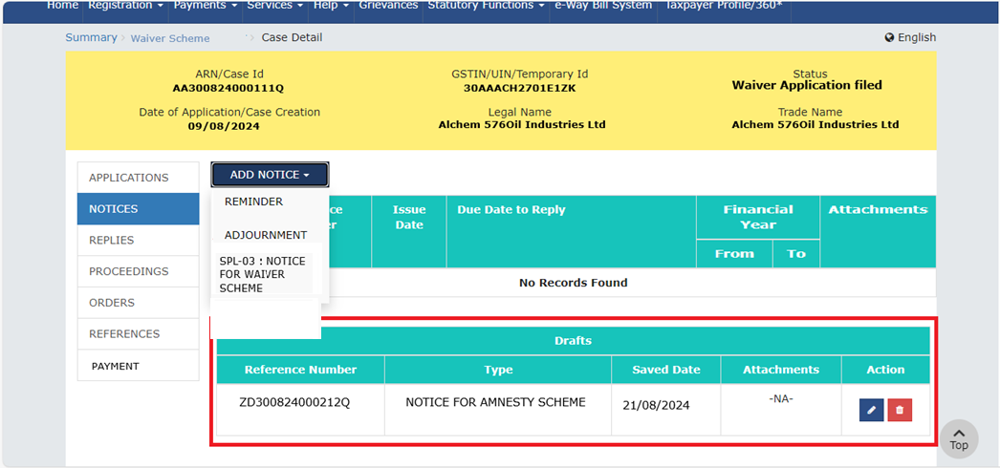 Home Registration Payments Services Help Grievances Statutory Functions e-Way Bill System Taxpayer Profile/360*
Summary > Waiver Scheme > Case Detail English
ARN/Case Id GSTIN/UIN/Temporary Id Status
AA300824000111Q 30AAACH2701E1ZK Waiver Application filed
Date of Application/Case Creation Legal Name Trade Name
09/08/2024 Alchem 576Oil Industries Ltd Alchem 576Oil Industries Ltd
APPLICATIONS
NOTICES
REPLIES
PROCEEDINGS
ORDERS
REFERENCES
PAYMENT
ADD NOTICE
REMINDER
ADJOURNMENT
SPL-03 : NOTICE
FOR WAIVER
SCHEME
Issue Date Due Date to Reply Financial Year Attachments
From To
No Records Found
Drafts
Reference Number Type Saved Date Attachments Action
ZD300824000212Q NOTICE FOR AMNESTY SCHEME 21/08/2024 -NA-
Top